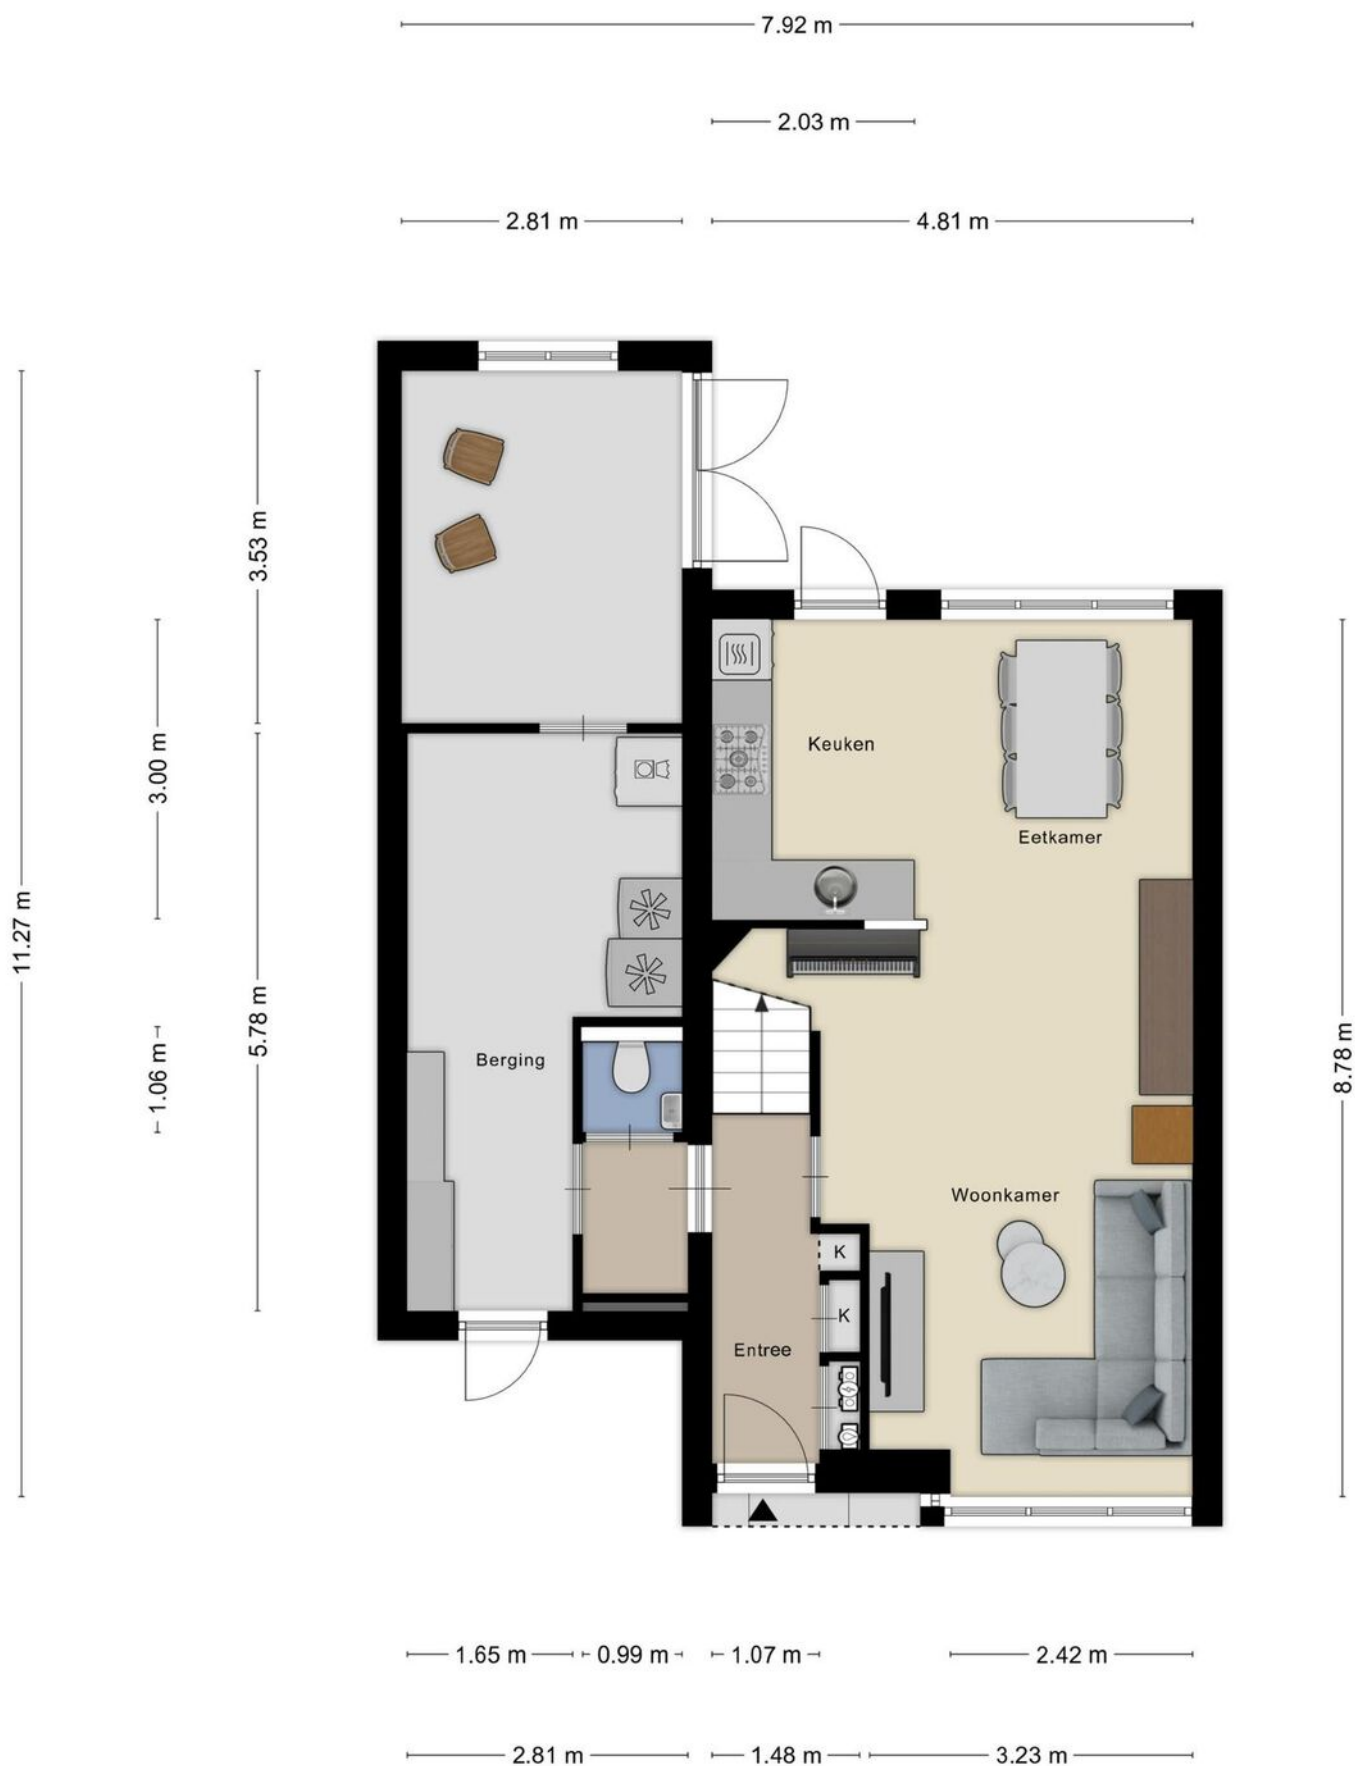 7.92 m
2.03 m
2.81 m
4.81 m
3.53 m
3.00 m
Keuken
Eetkamer
11.27 m
5.78 m
1.06 m
Berging
8.78 m
Woonkamer
K
K
Entree
1.65 m
0.99 m
1.07 m
2.42 m
2.81 m
1.48 m
3.23 m